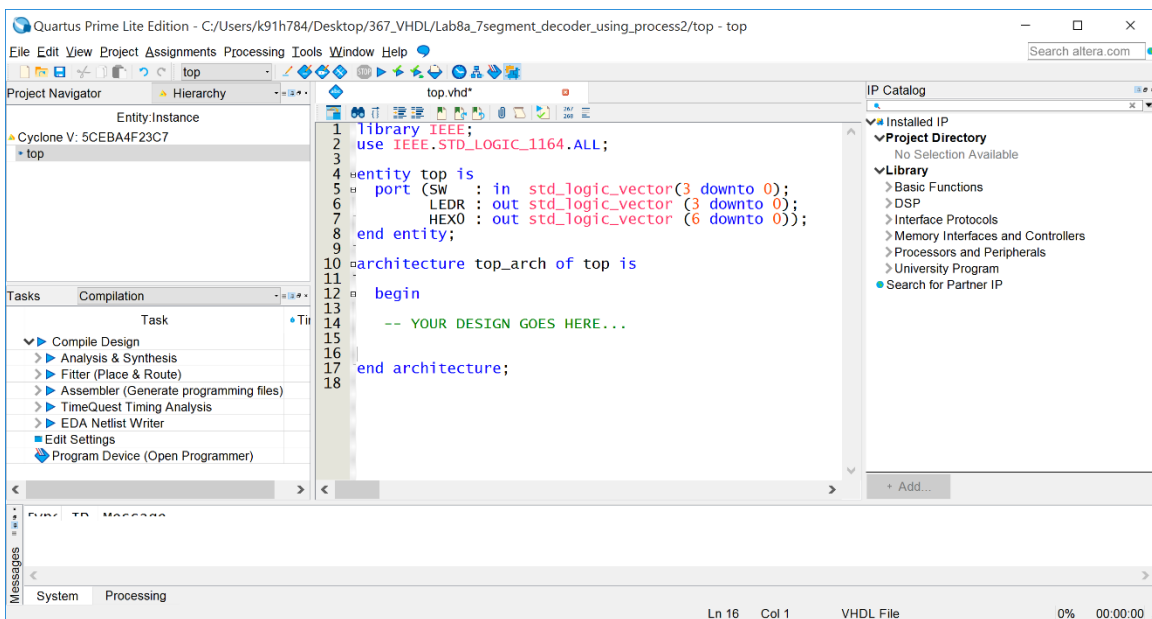 Quartus Prime Lite Edition - C:/Users/k91h784/Desktop/367_VHDL/Lab8a_7segment_decoder_using_process2/top - top
File Edit View Project Assignments Processing Tools Window Help
Search altera.com
top
Project Navigator
Hierarchy
Entity:Instance
Cyclone V: 5CEBA4F23C7
top
Tasks
Compilation
Task
Compile Design
Analysis & Synthesis
Fitter (Place & Route)
Assembler (Generate programming files)
TimeQuest Timing Analysis
EDA Netlist Writer
Edit Settings
Program Device (Open Programmer)
top.vhd*
267
268
1 library IEEE;
2 use IEEE.STD_LOGIC_1164.ALL;
3
4 entity top is
5 port (SW : in std_logic_vector(3 downto 0);
6 LEDR : out std_logic_vector (3 downto 0);
7 HEX0 : out std_logic_vector (6 downto 0));
8 end entity;
9
10 architecture top_arch of top is
11
12 begin
13
14 -- YOUR DESIGN GOES HERE...
15
16
17 end architecture;
18
IP Catalog
Installed IP
Project Directory
No Selection Available
Library
Basic Functions
DSP
Interface Protocols
Memory Interfaces and Controllers
Processors and Peripherals
University Program
Search for Partner IP
+ Add...
Messages
System Processing
Ln 16 Col 1 VHDL File 0% 00:00:00